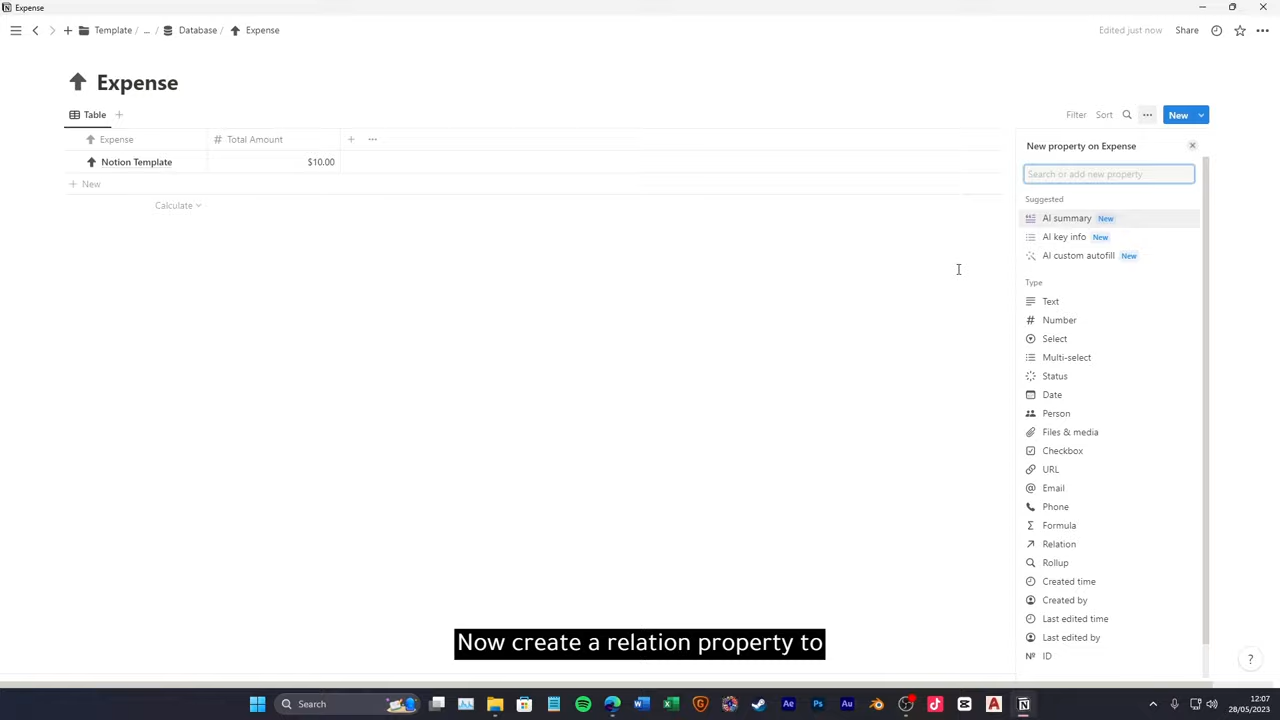 Expense
Template / ... / Database / Expense
Edited just now Share
Expense
Table
Filter Sort New
Expense # Total Amount
Notion Template $10.00
New
Calculate
New property on Expense
Search or add new property
Suggested
AI summary New
AI key info New
AI custom autofill New
Type
Text
Number
Select
Multi-select
Status
Date
Person
Files & media
Checkbox
URL
Email
Phone
Formula
Relation
Rollup
Created time
Created by
Last edited time
Last edited by
Nº ID
Now create a relation property to
?
Search
12:07
28/05/2023